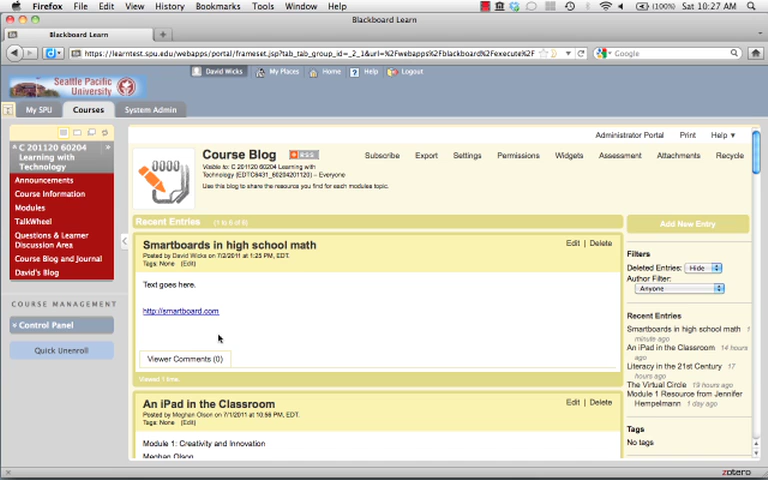 Firefox File Edit View History Bookmarks Tools Window Help (100%) Sat 10:27 AM
Blackboard Learn
Blackboard Learn
https://learntest.spu.edu/webapps/portal/frameset.jsp?tab_tab_group_id=_2_1&url=%2Fwebapps%2Fblackboard%2Fexecute%2F
Google
David Wicks My Places Home Help Logout
Seattle Pacific
University
My SPU Courses System Admin
C 201120 60204
Learning with
Technology
Announcements
Course Information
Modules
TalkWheel
Questions & Learner
Discussion Area
Course Blog and Journal
David's Blog
COURSE MANAGEMENT
Control Panel
Quick Unenroll
Administrator Portal Print Help
Course Blog RSS
Visible to: C 201120 60204 Learning with
Technology (EDTC6431_60204201120) – Everyone
Use this blog to share the resource you find for each modules topic.
Subscribe Export Settings Permissions Widgets Assessment Attachments Recycle
Recent Entries (1 to 6 of 6)
Smartboards in high school math
Edit | Delete
Posted by David Wicks on 7/2/2011 at 1:25 PM, EDT.
Tags: None (Edit)
Text goes here.
http://smartboard.com
Viewer Comments (0)
Viewed 1 time.
An iPad in the Classroom
Edit | Delete
Posted by Meghan Olson on 7/1/2011 at 10:56 PM, EDT.
Tags: None (Edit)
Module 1: Creativity and Innovation
Meghan Olson
Add New Entry
Filters
Deleted Entries: Hide
Author Filter:
Anyone
Recent Entries
Smartboards in high school math 1
minute ago
An iPad in the Classroom 14
hours ago
Literacy in the 21st Century 17
hours ago
The Virtual Circle 19 hours ago
Module 1 Resource from Jennifer
Hempelmann 1 day ago
Tags
No tags
zotero